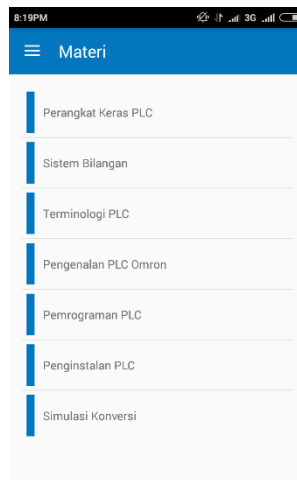 8:19PM 3G
Materi
Perangkat Keras PLC
Sistem Bilangan
Terminologi PLC
Pengenalan PLC Omron
Pemrograman PLC
Penginstalan PLC
Simulasi Konversi